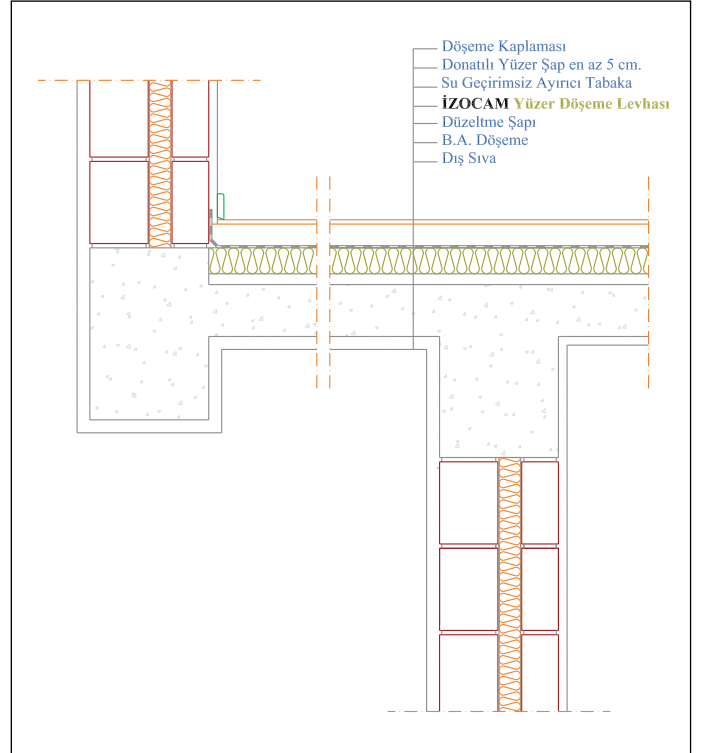 Döşeme Kaplaması
Donatılı Yüzer Şap en az 5 cm.
Su Geçirimsiz Ayırıcı Tabaka
İZOCAM Yüzer Döşeme Levhası
Düzeltme Şapı
B.A. Döşeme
Dış Sıva